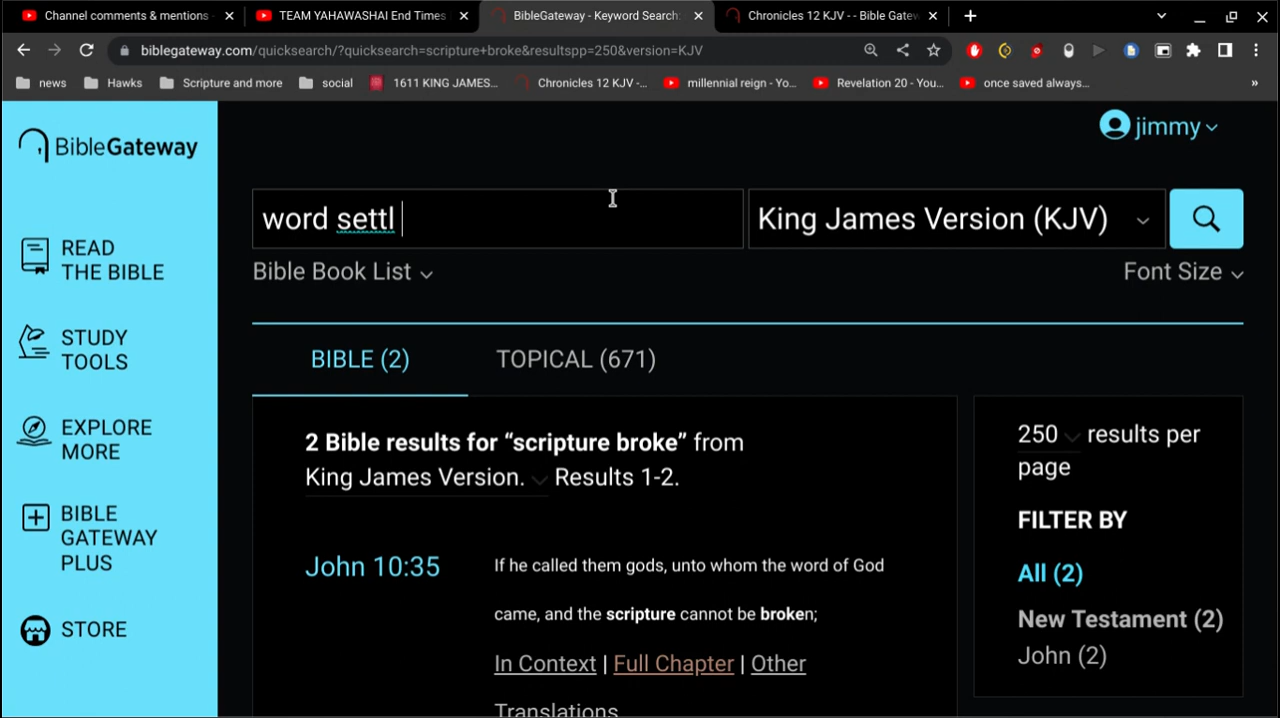 Channel comments & mentions
TEAM YAHAWASHAI End Times
BibleGateway - Keyword Search:
Chronicles 12 KJV - - Bible Gatew
biblegateway.com/quicksearch/?quicksearch=scripture+broke&resultspp=250&version=KJV
news
Hawks
Scripture and more
social
1611 KING JAMES...
Chronicles 12 KJV -...
millennial reign - Yo...
Revelation 20 - You...
once saved always...
»
BibleGateway
jimmy
word settl
King James Version (KJV)
Bible Book List
Font Size
READ
THE BIBLE
STUDY
TOOLS
EXPLORE
MORE
BIBLE
GATEWAY
PLUS
STORE
BIBLE (2)
TOPICAL (671)
2 Bible results for “scripture broke” from
King James Version. Results 1-2.
John 10:35
If he called them gods, unto whom the word of God
came, and the scripture cannot be broken;
In Context | Full Chapter | Other
Translations
250 results per
page
FILTER BY
All (2)
New Testament (2)
John (2)